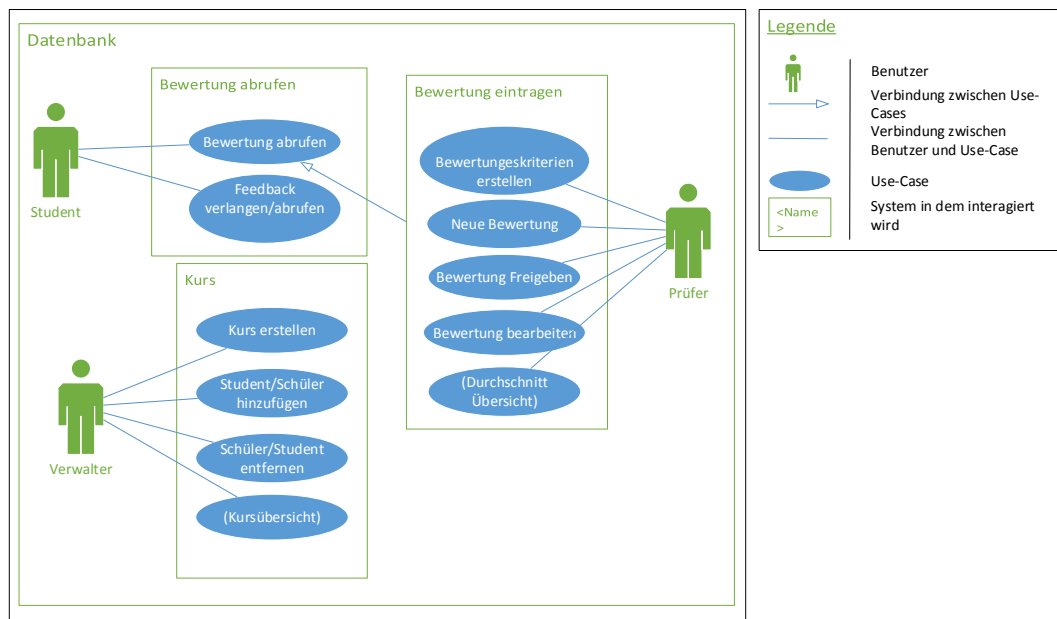 Datenbank
Bewertung abrufen
Bewertung abrufen
Feedback
verlangen/abrufen
Student
Bewertung eintragen
Bewertungeskriterien
erstellen
Neue Bewertung
Bewertung Freigeben
Bewertung bearbeiten
(Durchschnitt
Übersicht)
Prüfer
Kurs
Kurs erstellen
Student/Schüler
hinzufügen
Schüler/Student
entfernen
(Kursübersicht)
Verwalter
Legende
Benutzer
Verbindung zwischen Use-
Cases
Verbindung zwischen
Benutzer und Use-Case
Use-Case
<Name
>
System in dem interagiert
wird